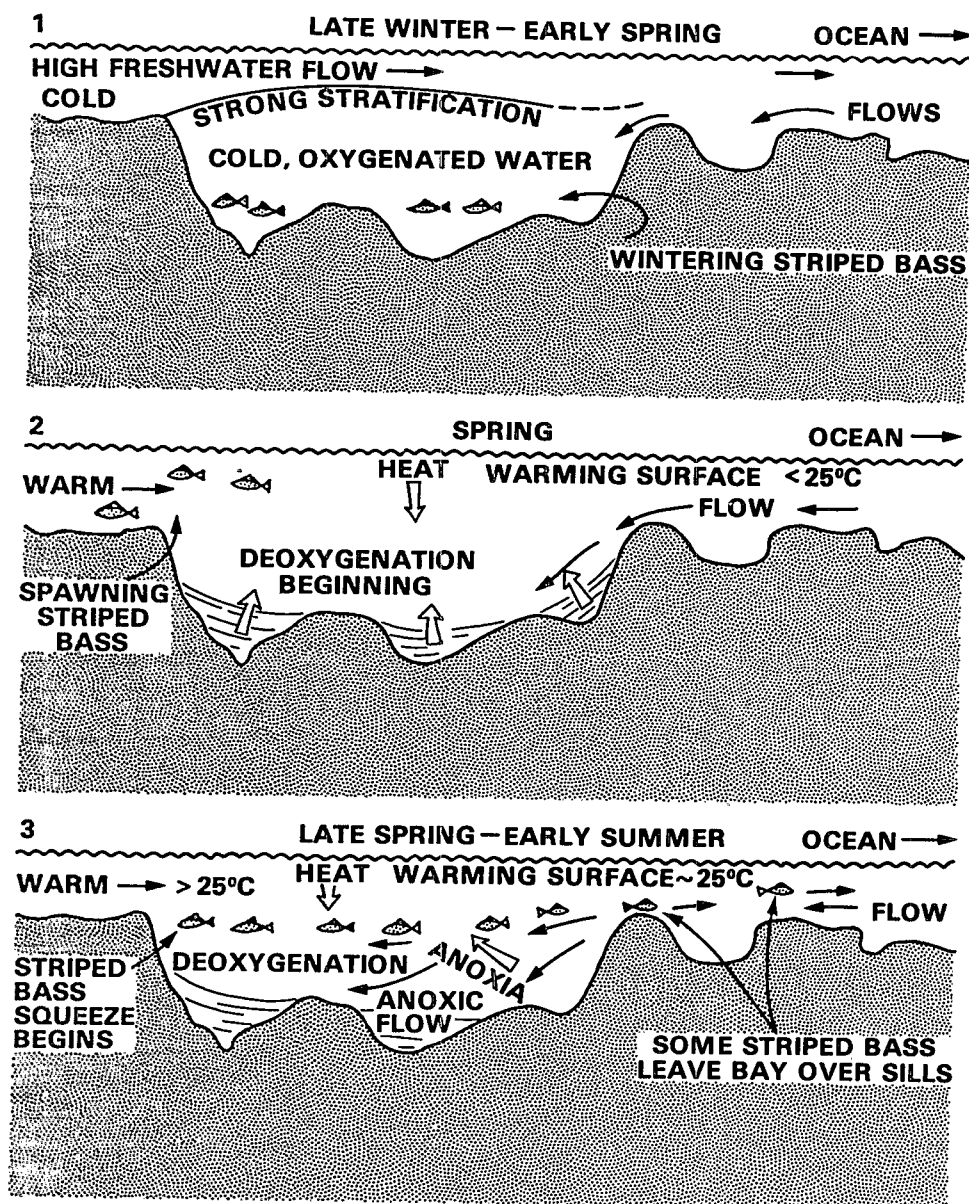 1
LATE WINTER – EARLY SPRING
OCEAN
HIGH FRESHWATER FLOW
COLD
STRONG STRATIFICATION
FLOWS
COLD, OXYGENATED WATER
WINTERING STRIPED BASS
2
SPRING
OCEAN
HEAT
WARMING SURFACE < 25°C
WARM
FLOW
DEOXYGENATION
BEGINNING
SPAWNING
STRIPED
BASS
3
LATE SPRING – EARLY SUMMER
OCEAN
WARM
> 25°C
HEAT
WARMING SURFACE ~ 25°C
FLOW
STRIPED
BASS
SQUEEZE
BEGINS
DEOXYGENATION
ANOXIA
ANOXIC
FLOW
SOME STRIPED BASS
LEAVE BAY OVER SILLS